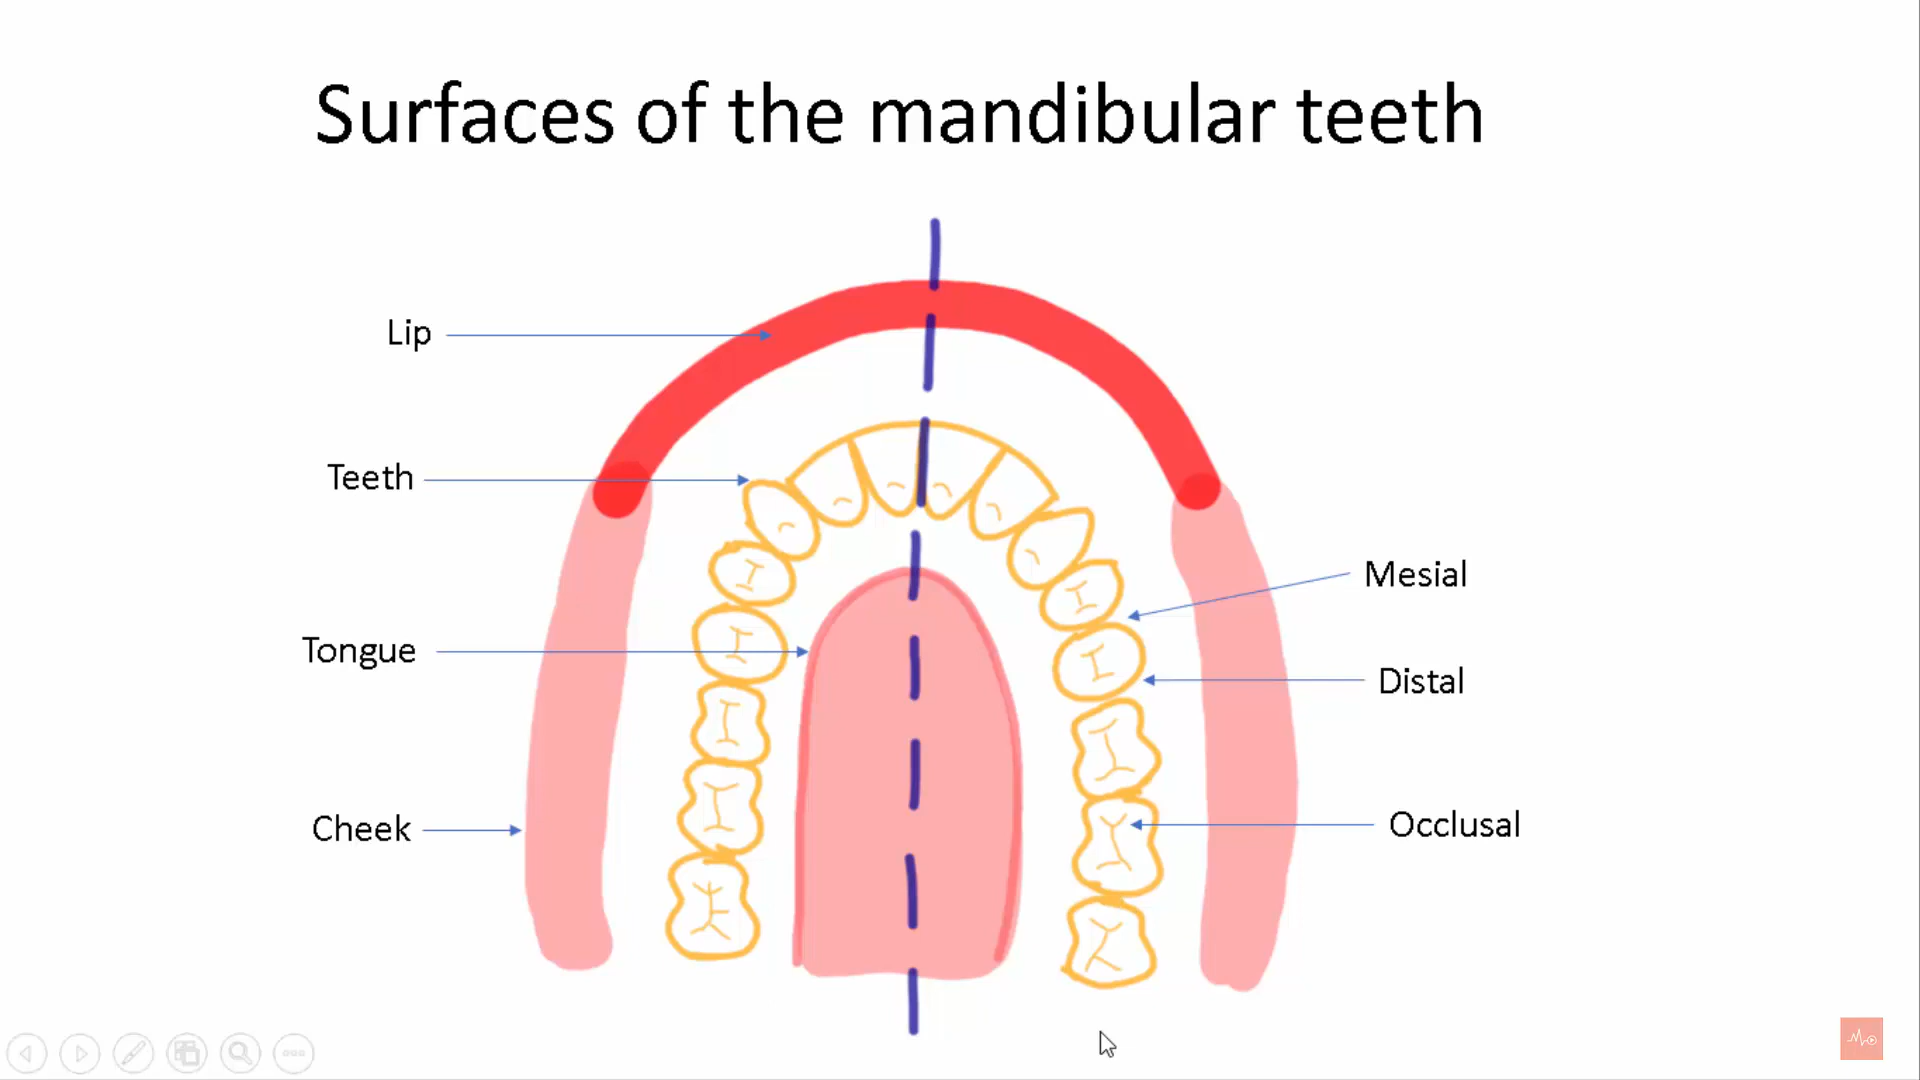 Surfaces of the mandibular teeth
Lip
Teeth
Mesial
Tongue
Distal
Cheek
Occlusal